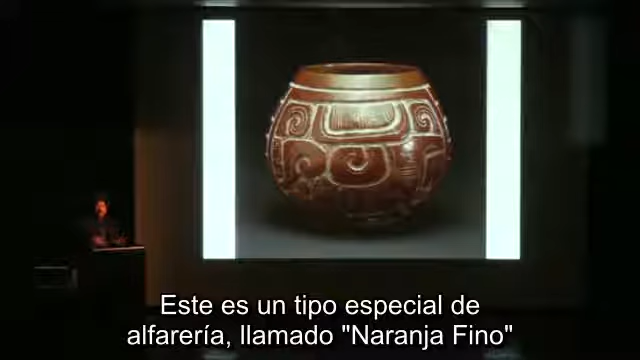 Este es un tipo especial de
alfarería, llamado "Naranja Fino"